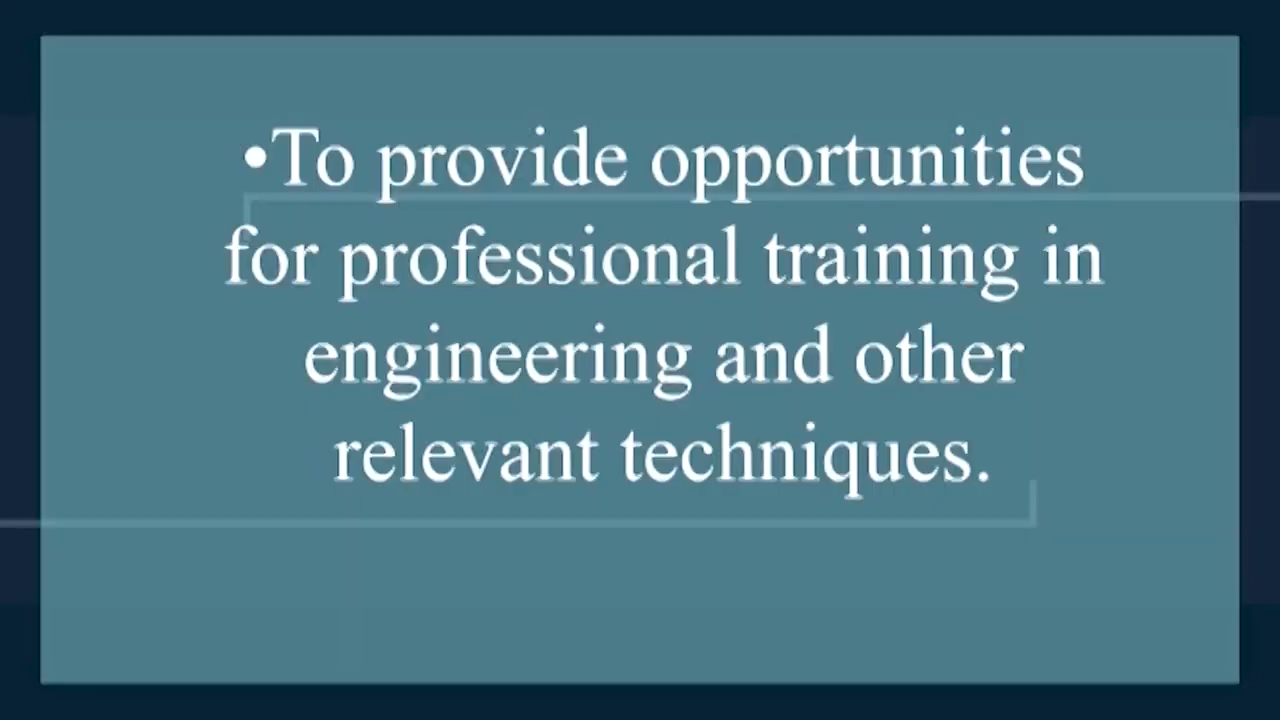 •To provide opportunities
for professional training in
engineering and other
relevant techniques.